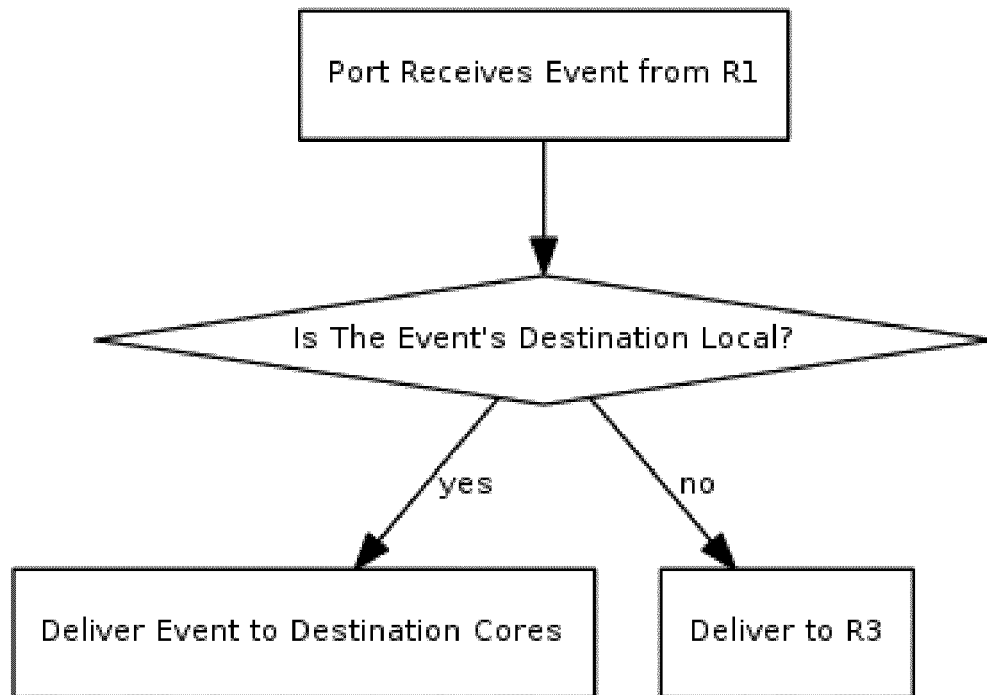 Port Receives Event from R1
Is The Event's Destination Local?
yes
no
Deliver Event to Destination Cores
Deliver to R3